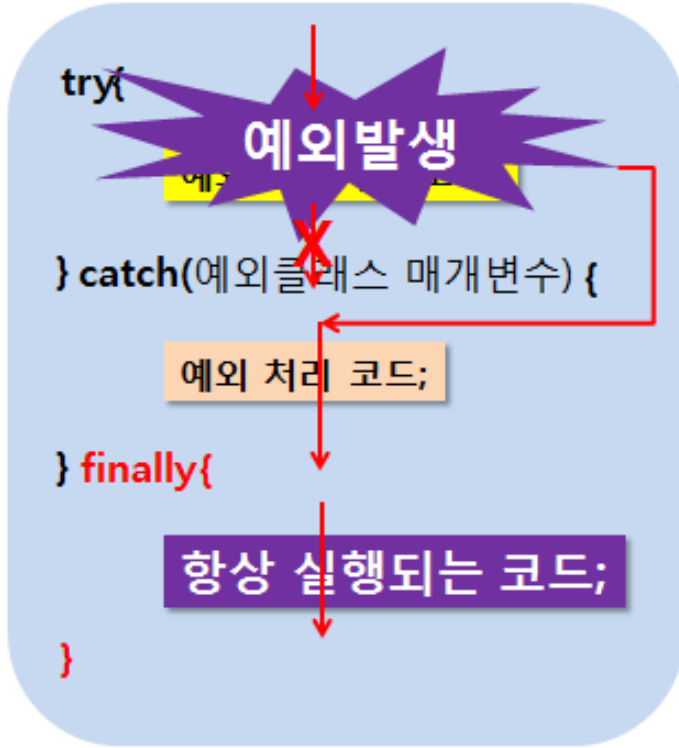 try{
예외발생
} catch(예외클래스 매개변수) {
예외 처리 코드;
} finally{
항상 실행되는 코드;
}